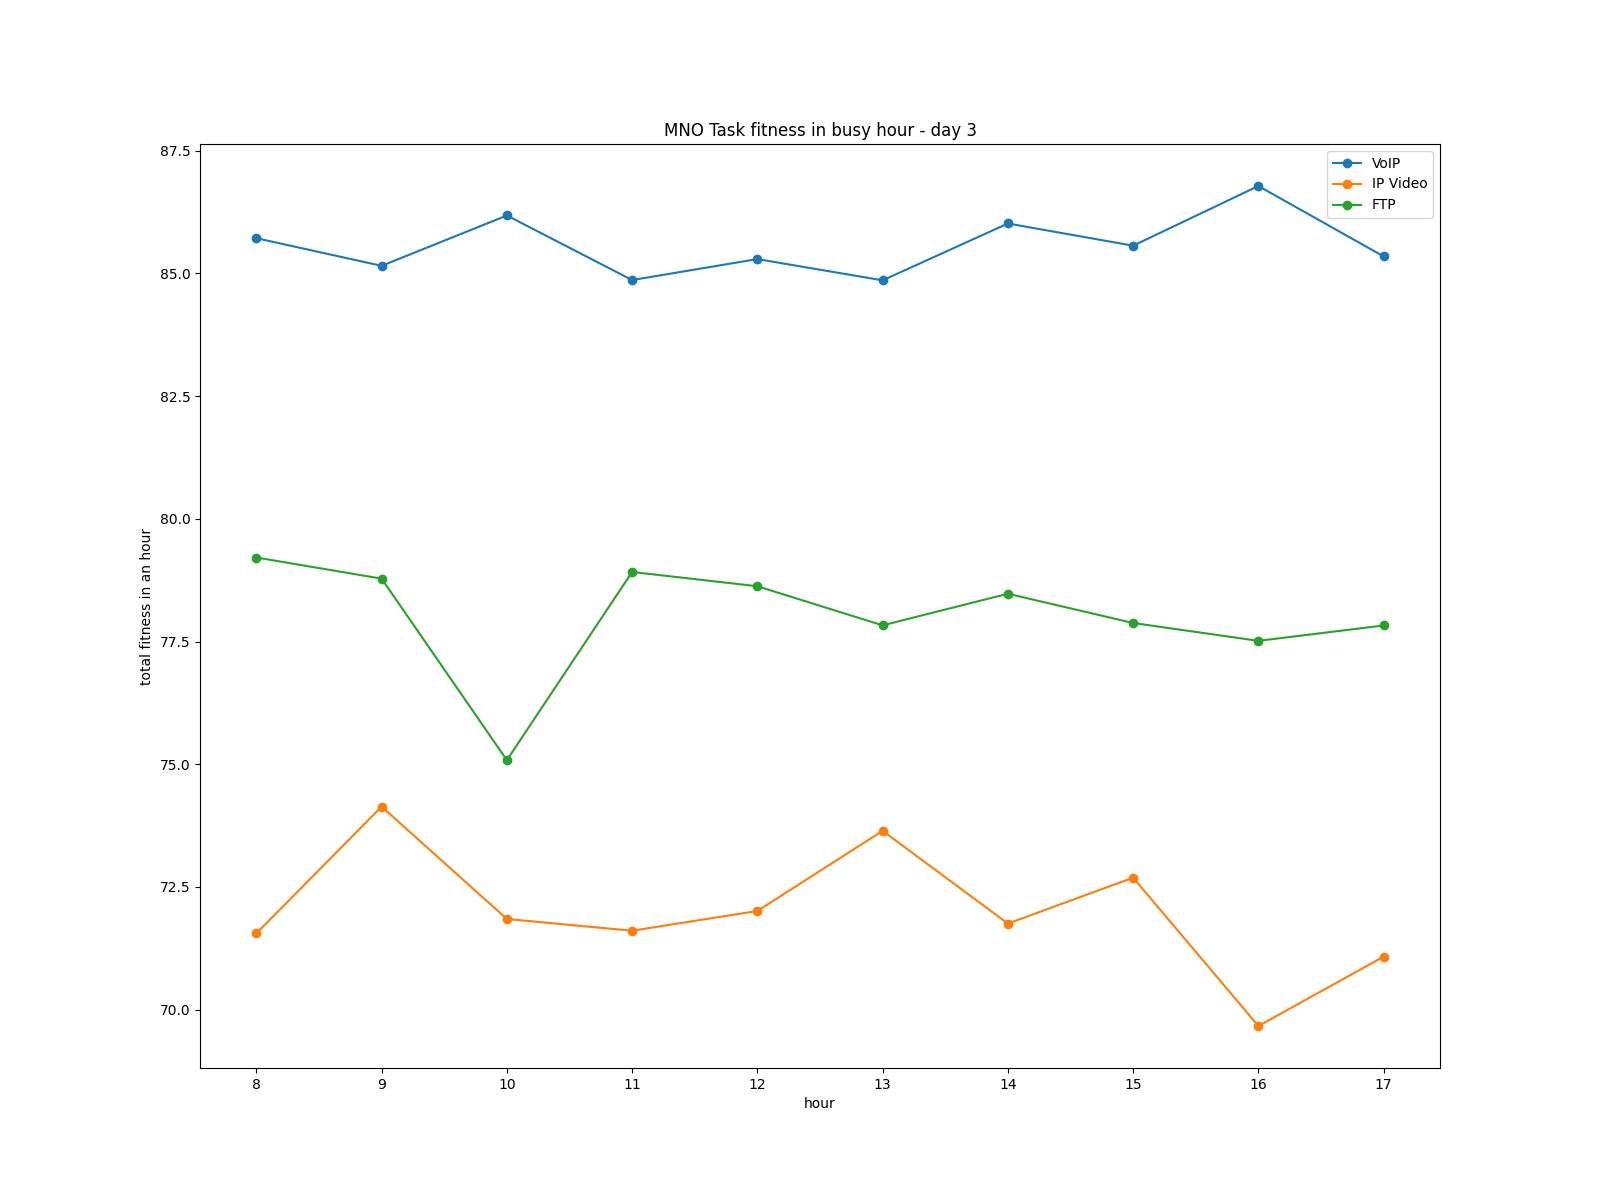 MNO Task fitness in busy hour - day 3
87.5
85.0
82.5
80.0
77.5
75.0
72.5
70.0
total fitness in an hour
VoIP
IP Video
FTP
8 9 10 11 12 13 14 15 16 17
hour